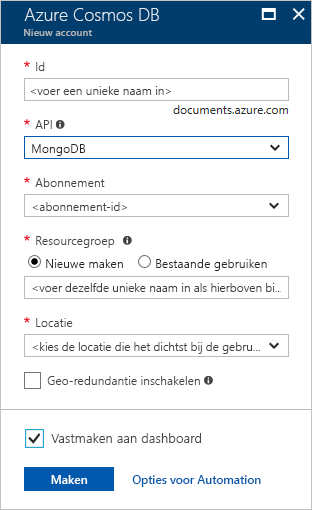 Azure Cosmos DB
Nieuw account
* Id
<voer een unieke naam in>
documents.azure.com
* API
MongoDB
* Abonnement
<abonnement-id>
* Resourcegroep
Nieuwe maken Bestaande gebruiken
<voer dezelfde unieke naam in als hierboven bi...
* Locatie
<kies de locatie die het dichtst bij de gebru...
Geo-redundantie inschakelen
Vastmaken aan dashboard
Maken Opties voor Automation